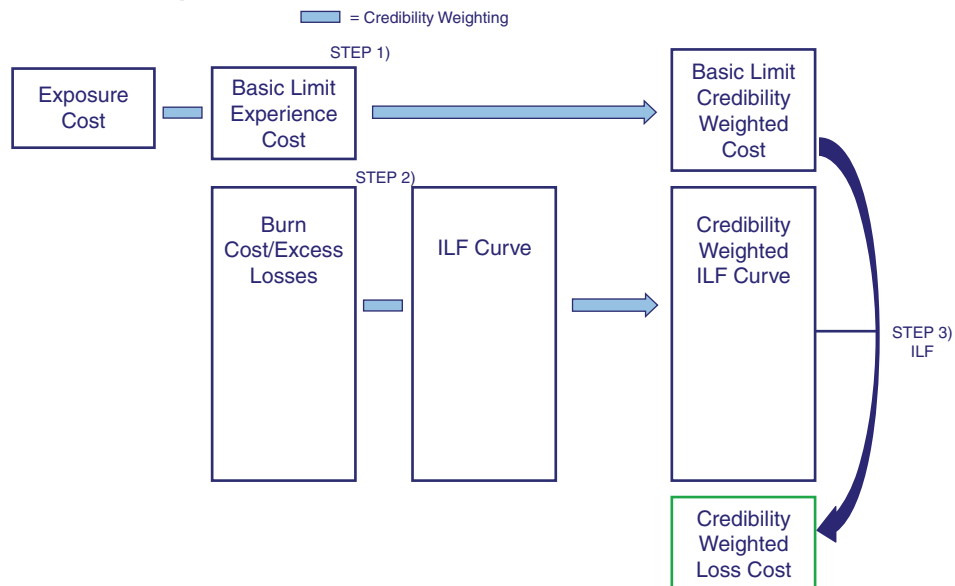 = Credibility Weighting
STEP 1)
Exposure
Cost
Basic Limit
Experience
Cost
Basic Limit
Credibility
Weighted
Cost
STEP 2)
Burn
Cost/Excess
Losses
ILF Curve
Credibility
Weighted
ILF Curve
STEP 3)
ILF
Credibility
Weighted
Loss Cost